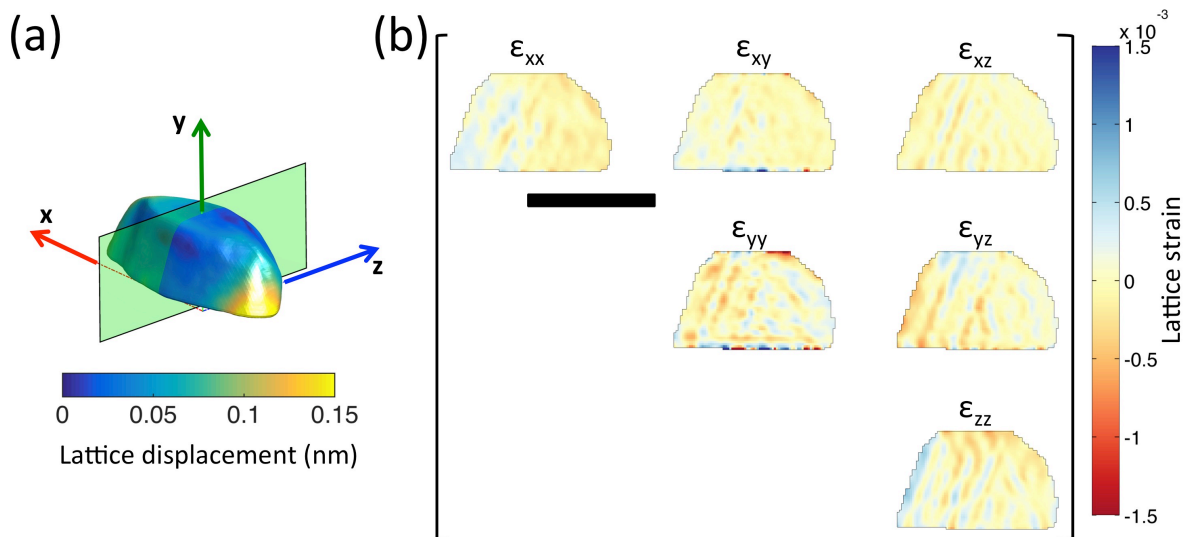 (a)
y
x
z
0 0.05 0.1 0.15
Lattice displacement (nm)
(b)
εxx εxy εxz
εyy εyz
εzz
x 10-3
1.5
1
0.5
0
-0.5
-1
-1.5
Lattice strain